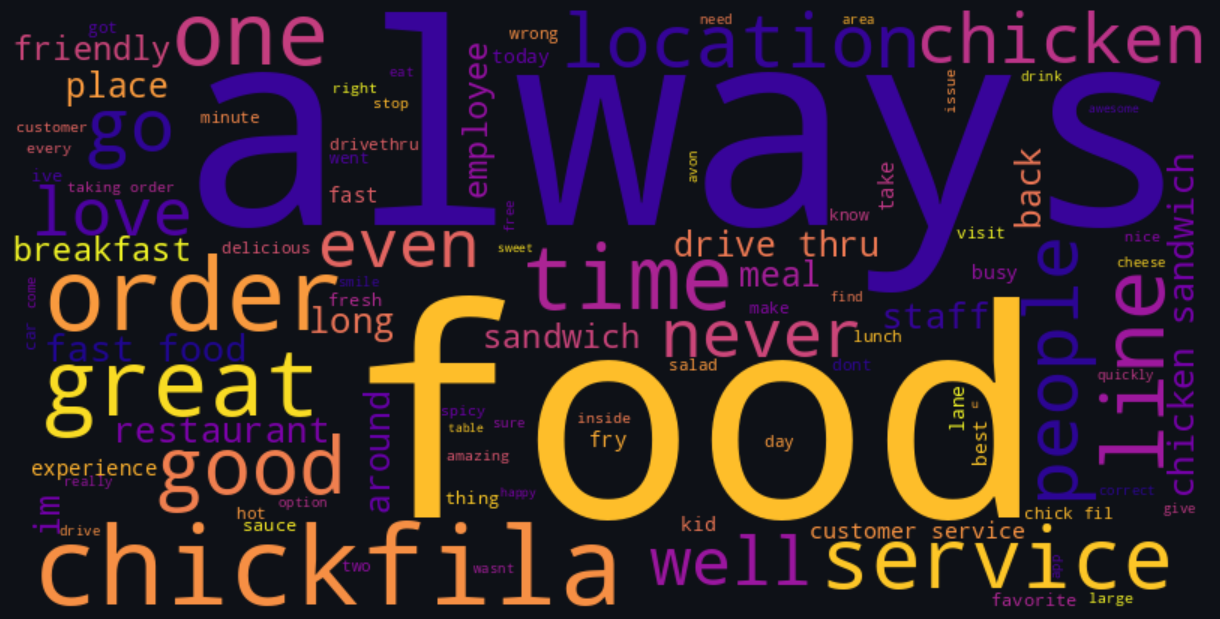 got
friendly
one
always
location
chicken
wrong
need
area
employee
today
place
eat
right
stop
issue
drink
awesome
customer
go
minute
every
drivethru
went
avon
take
back
ive
taking order
love
fast
free
know
chicken sandwich
breakfast
delicious
even
sweet
drive thru
visit
nice
time
meal
busy
people
cheese
come
order
smile
fresh
make
find
line
car
long
sandwich
never
staff
lunch
fast food
food
salad
dont
quickly
great
around
spicy
inside
lane
best
c
restaurant
table
sure
fry
day
experience
good
amazing
really
im
option
thing
happy
correct
hot
sauce
drive
kid
customer service
chick fil
give
chickfila
two
wasnt
well
service
app
favorite
large